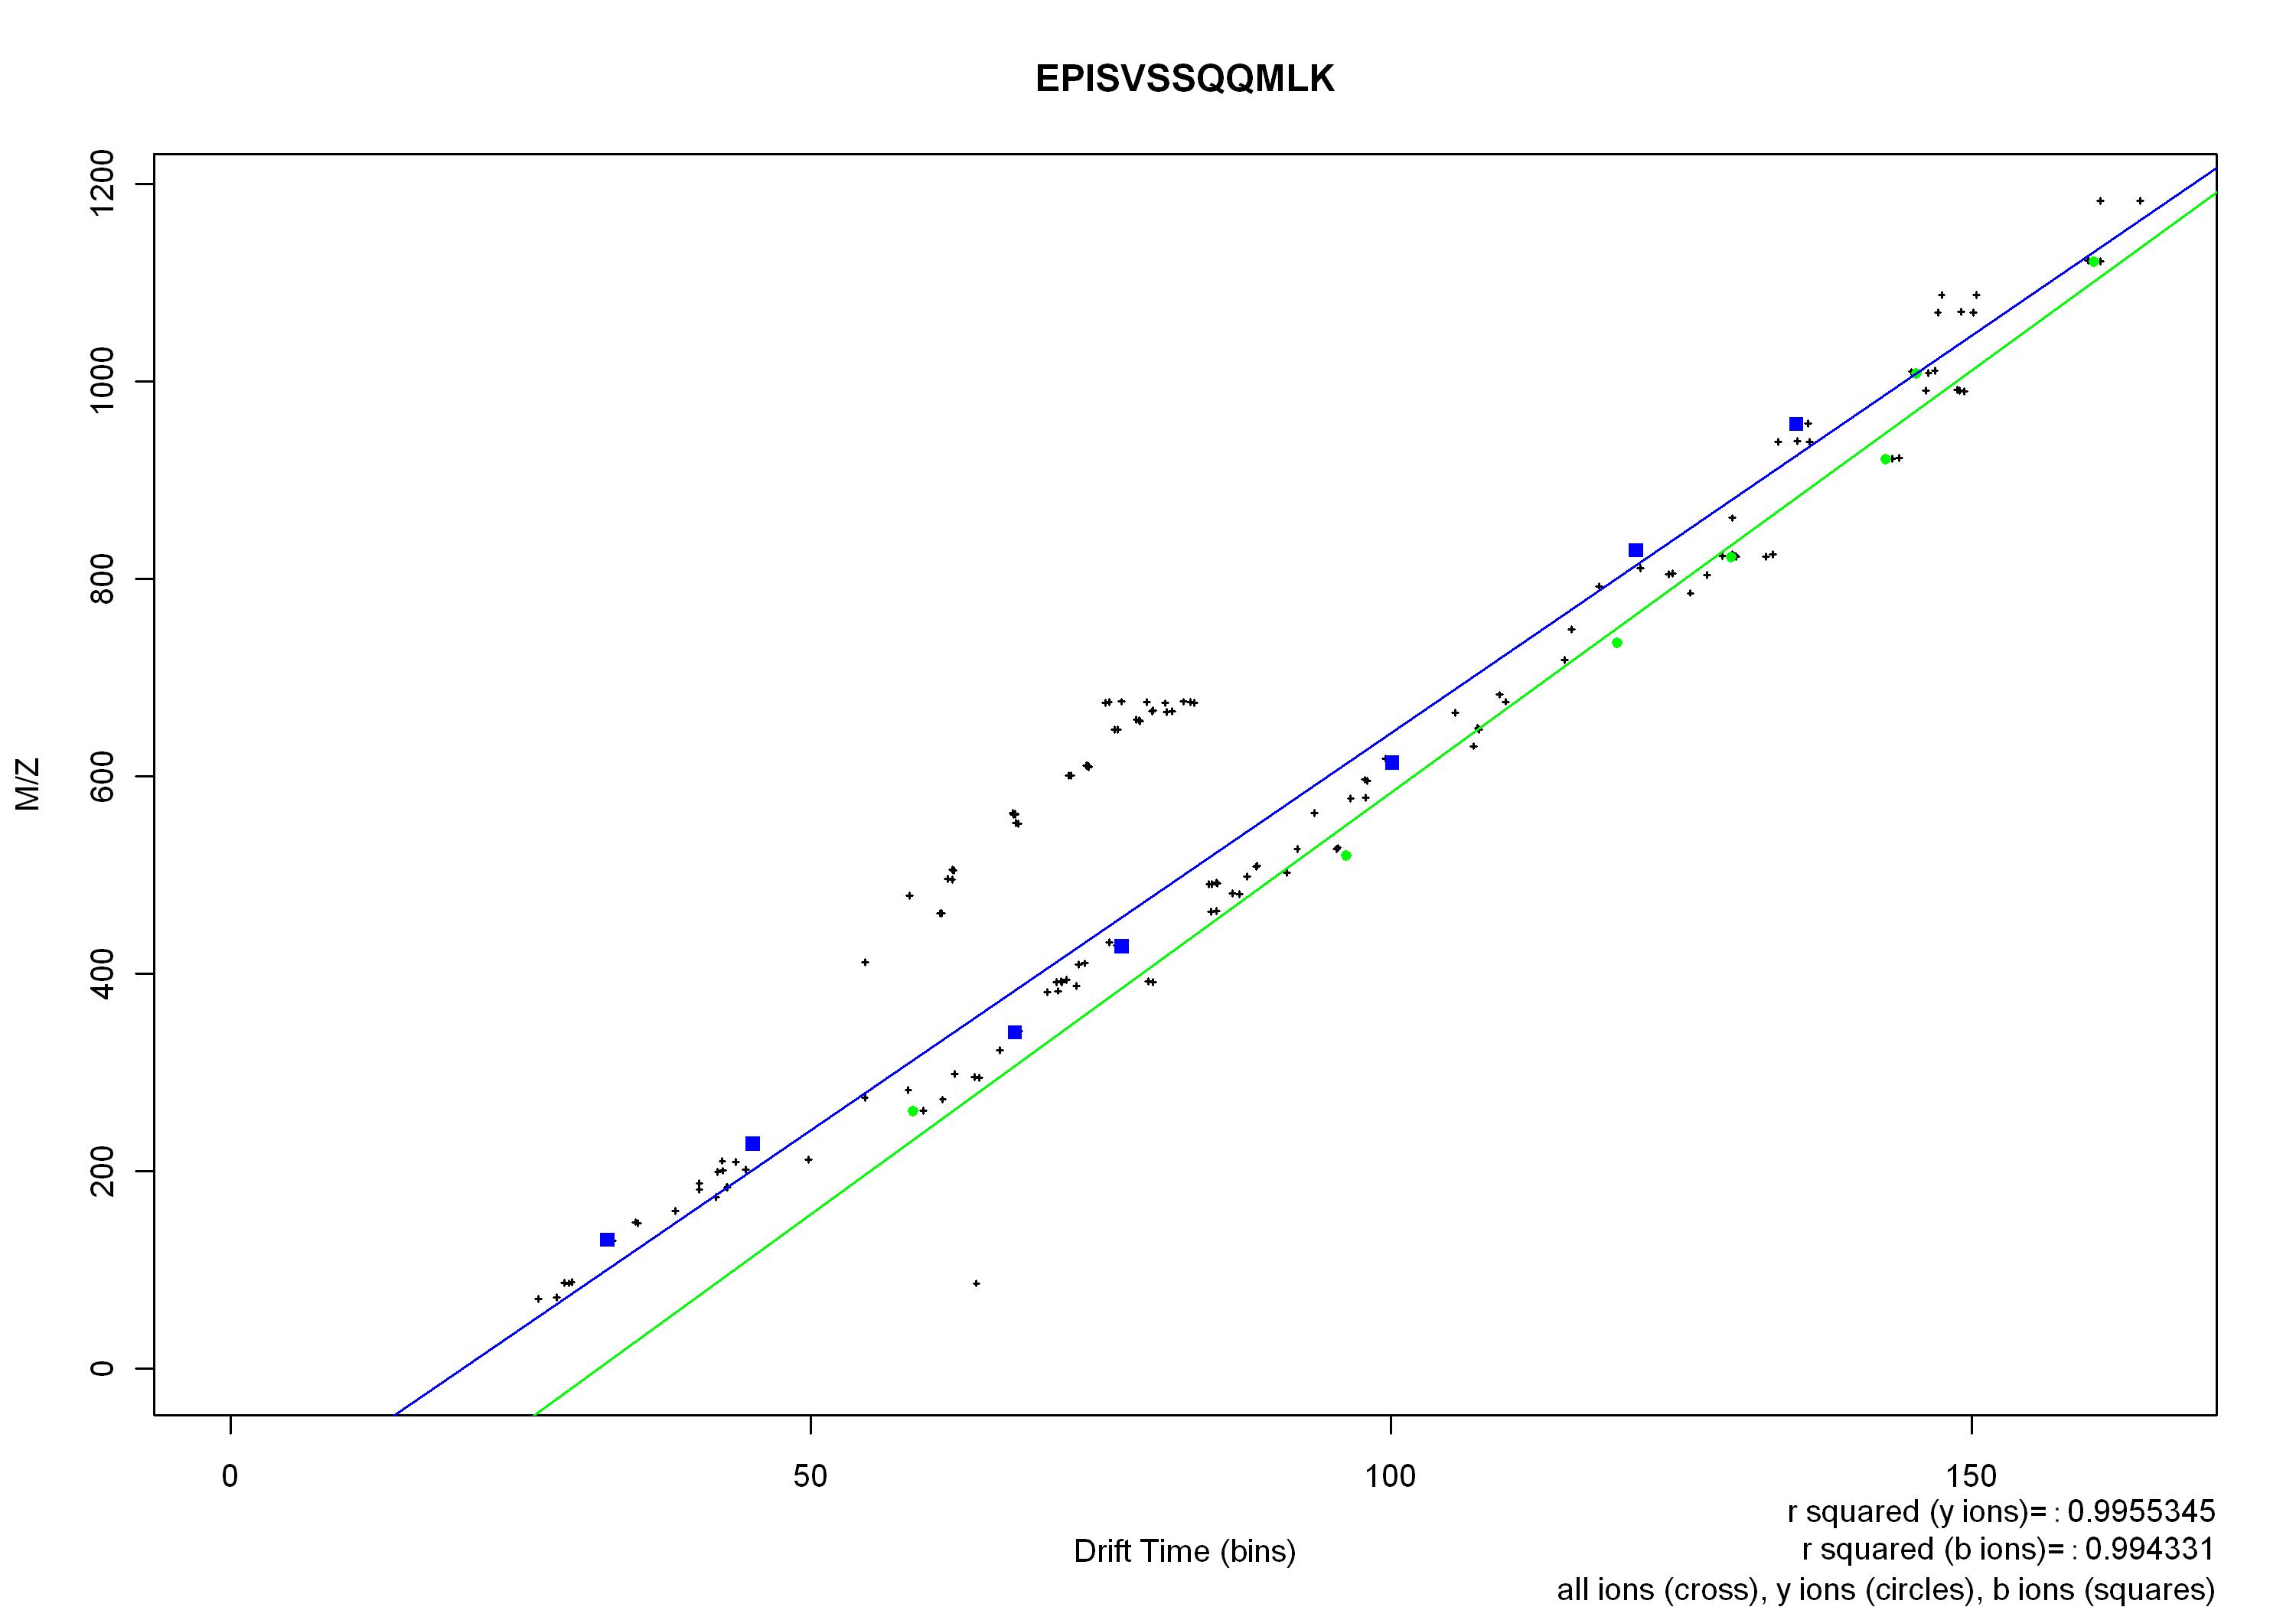 EPISVSSQQMLK
1200
1000
800
600
400
200
0
M/Z
0 50 100 150
Drift Time (bins)
r squared (y ions)= : 0.9955345
r squared (b ions)= : 0.994331
all ions (cross), y ions (circles), b ions (squares)